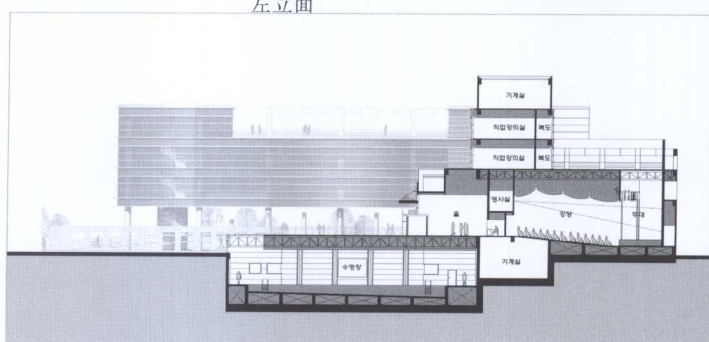 左立面
기계실
직업강의실 복도
직업강의실 복도
영사실
홀
강당
무대
수영장
기계실